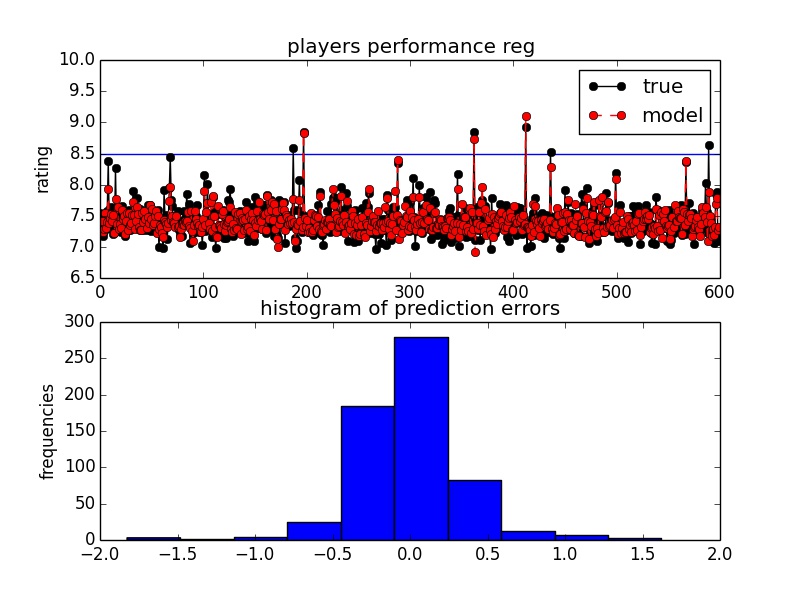 players performance reg
10.0
9.5
9.0
8.5
8.0
7.5
7.0
6.5
rating
true
model
0 100 200 300 400 500 600
histogram of prediction errors
300
250
200
150
100
50
0
frequencies
−2.0 −1.5 −1.0 −0.5 0.0 0.5 1.0 1.5 2.0